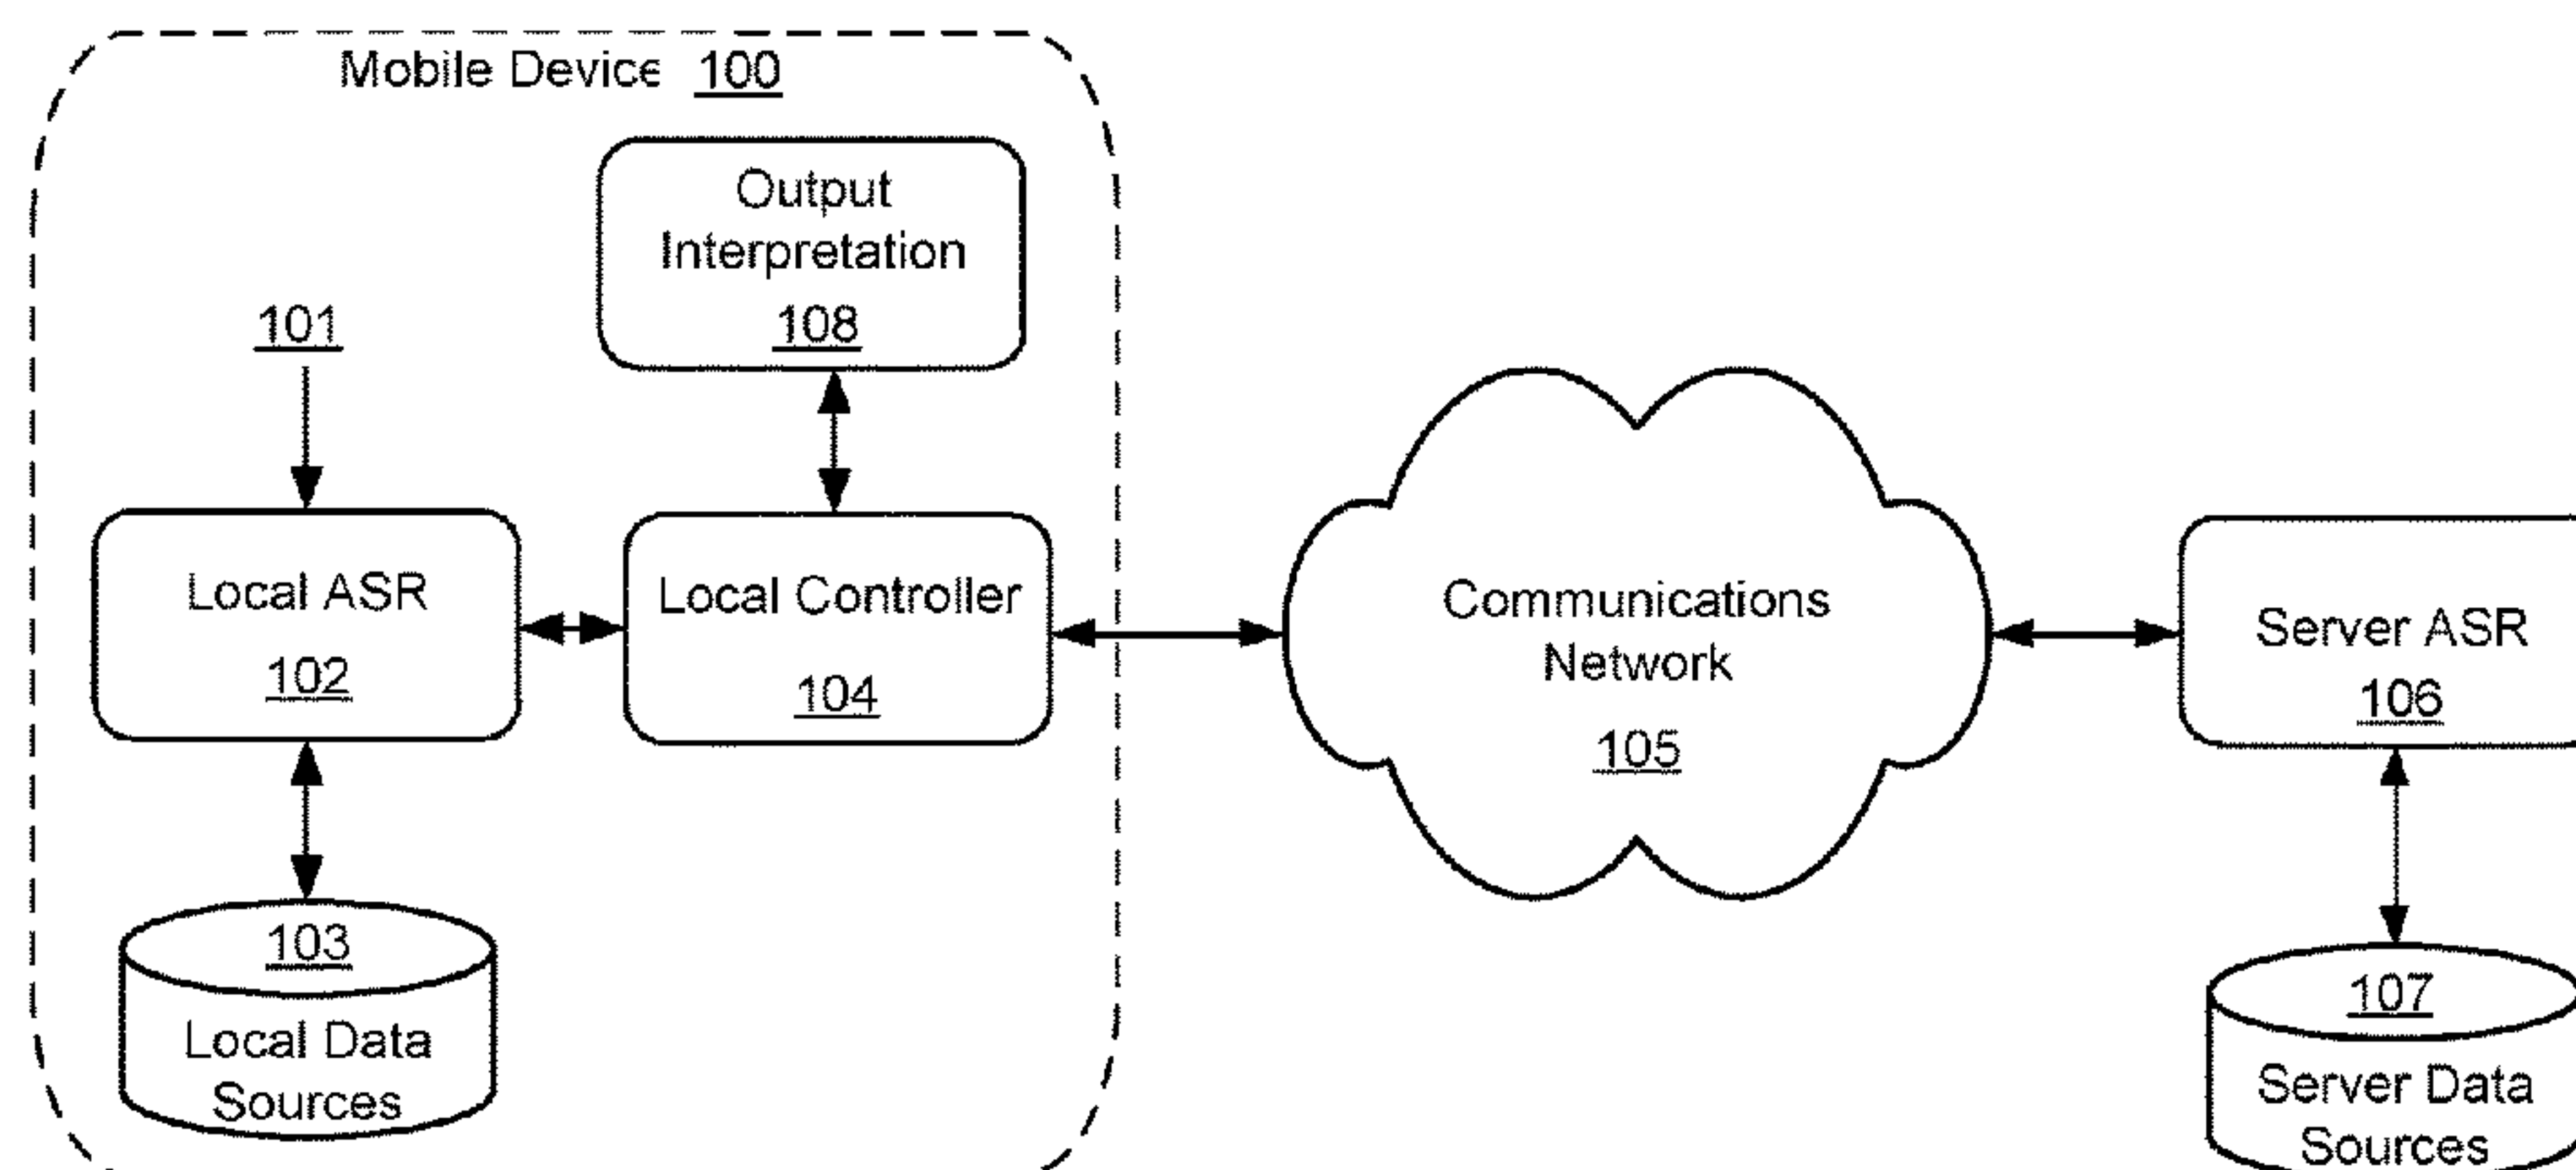 Mobile Device 100
Output
Interpretation
108
101
Local ASR
102
Local Controller
104
Communications
Network
105
Server ASR
106
103
Local Data
Sources
107
Server Data
Sources